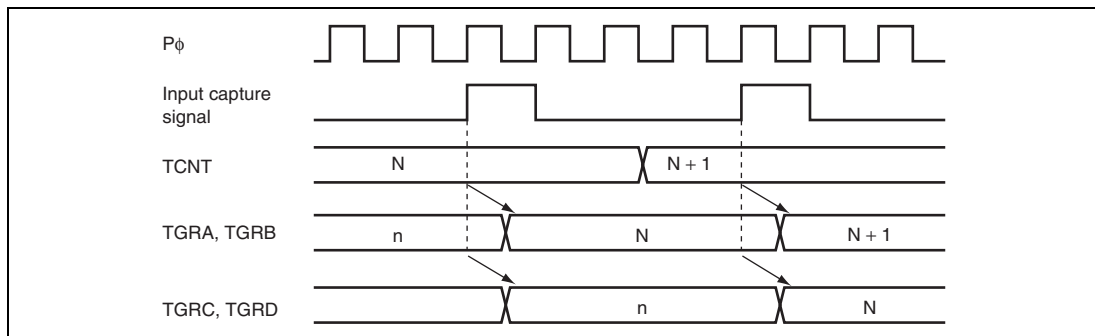 Pϕ
Input capture
signal
TCNT N N + 1
TGRA, TGRB n N N + 1
TGRC, TGRD n N